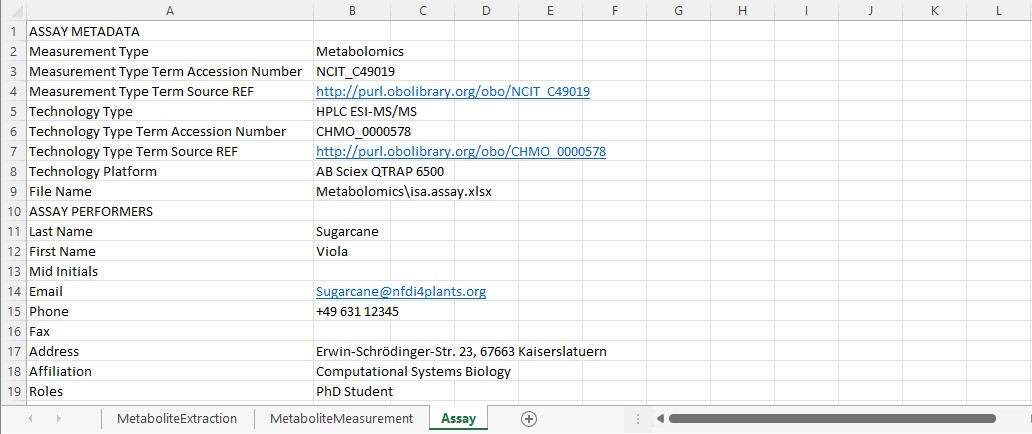 A B C D E F G H I J K L
1 ASSAY METADATA
2 Measurement Type Metabolomics
3 Measurement Type Term Accession Number NCIT_C49019
4 Measurement Type Term Source REF http://purl.obolibrary.org/obo/NCIT_C49019
5 Technology Type HPLC ESI-MS/MS
6 Technology Type Term Accession Number CHMO_0000578
7 Technology Type Term Source REF http://purl.obolibrary.org/obo/CHMO_0000578
8 Technology Platform AB Sciex QTRAP 6500
9 File Name Metabolomics\isa.assay.xlsx
10 ASSAY PERFORMERS
11 Last Name Sugarcane
12 First Name Viola
13 Mid Initials
14 Email Sugarcane@nfdi4plants.org
15 Phone +49 631 12345
16 Fax
17 Address Erwin-Schrödinger-Str. 23, 67663 Kaiserslatuern
18 Affiliation Computational Systems Biology
19 Roles PhD Student
MetaboliteExtraction MetaboliteMeasurement Assay